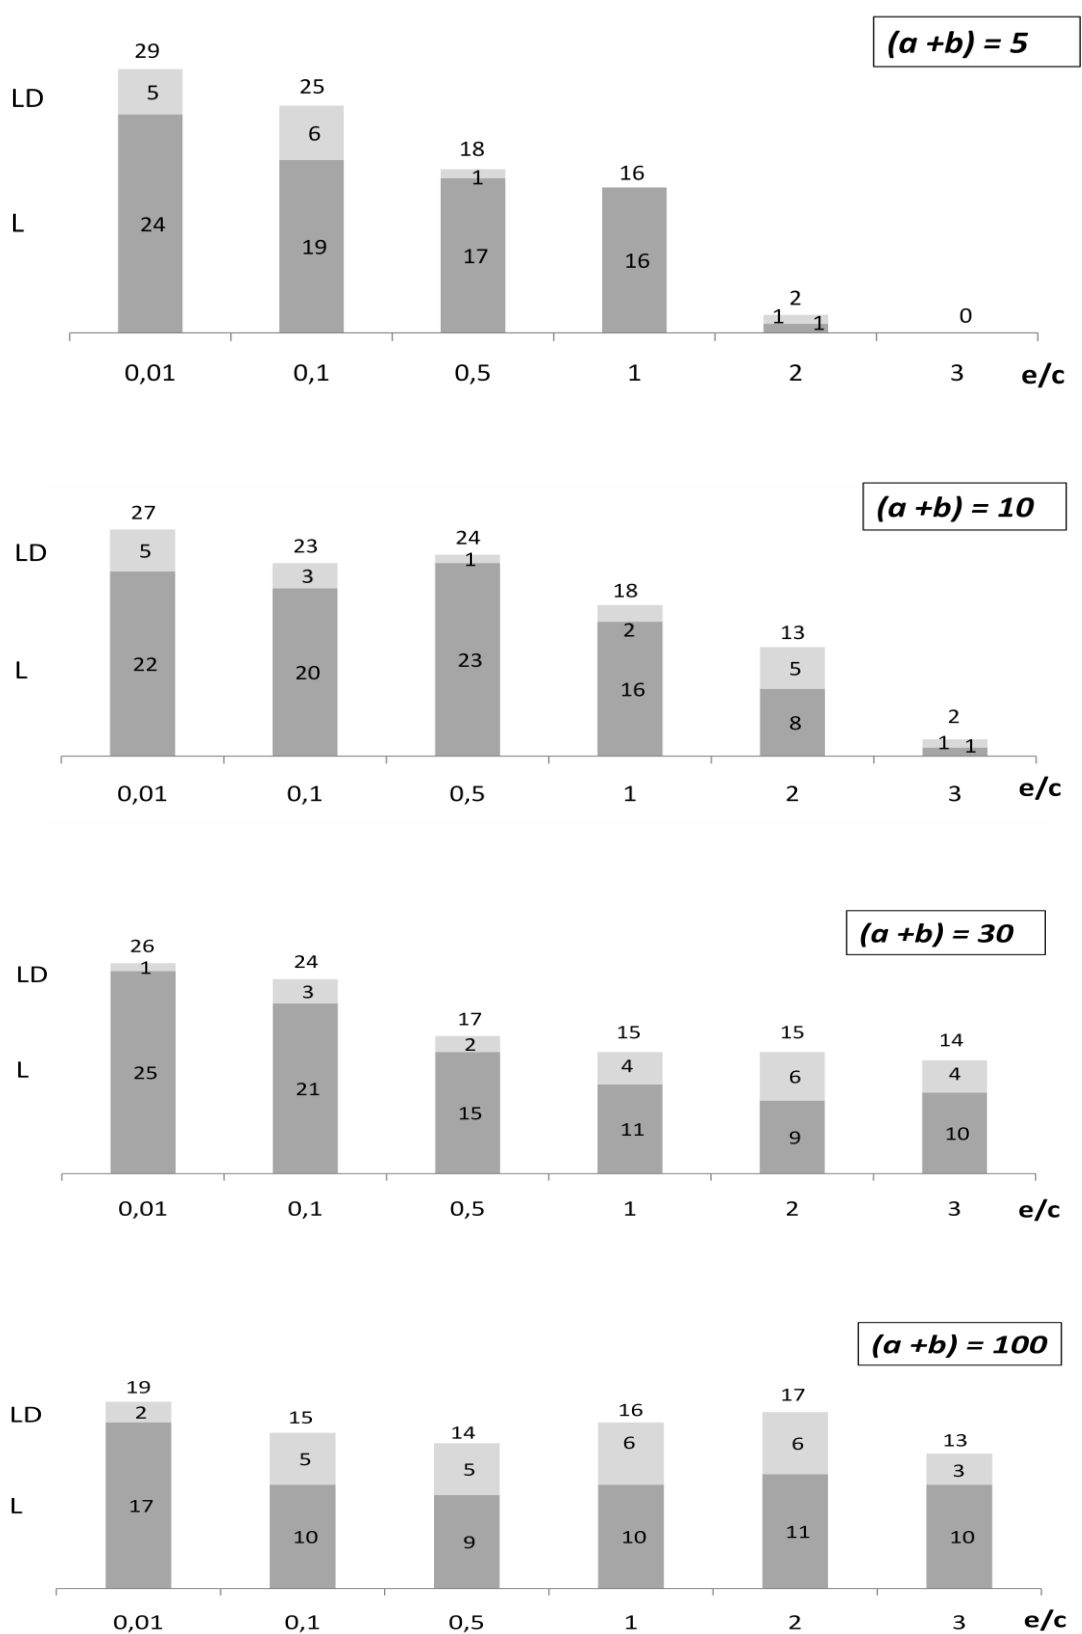 (a +b) = 5
29
LD 5 25
6 18
1 16
L 24 19 17 16
2
1 1 0
0,01 0,1 0,5 1 2 3 e/c
(a +b) = 10
27
LD 5 23 24
3 1 18
2 13
L 22 20 23 16 5
8 2
1 1
0,01 0,1 0,5 1 2 3 e/c
(a +b) = 30
26
LD 1 24
3 17 15 15 14
2 4 6 4
L 25 21 15 11 9 10
0,01 0,1 0,5 1 2 3 e/c
(a +b) = 100
19 17
LD 2 15 14 16 13
5 5 6 6 3
L 17 10 9 10 11 10
0,01 0,1 0,5 1 2 3 e/c